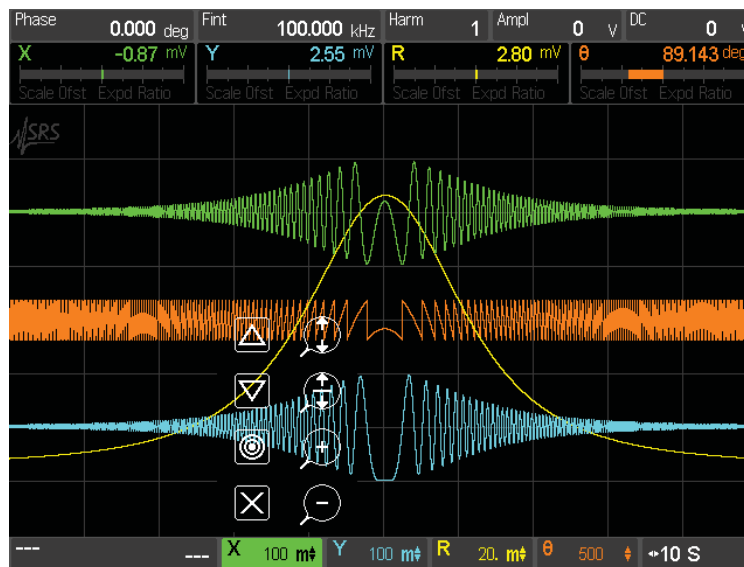 Phase 0.000 deg Fint 100.000 kHz Harm 1 Ampl 0 V DC 0 V
X -0.87 mV Y 2.55 mV R 2.80 mV θ 89.143 deg
Scale Ofst Expd Ratio Scale Ofst Expd Ratio Scale Ofst Expd Ratio Scale Ofst Expd Ratio
SRS
--- --- X 100 m Y 100 m R 20. m θ 500 10 S